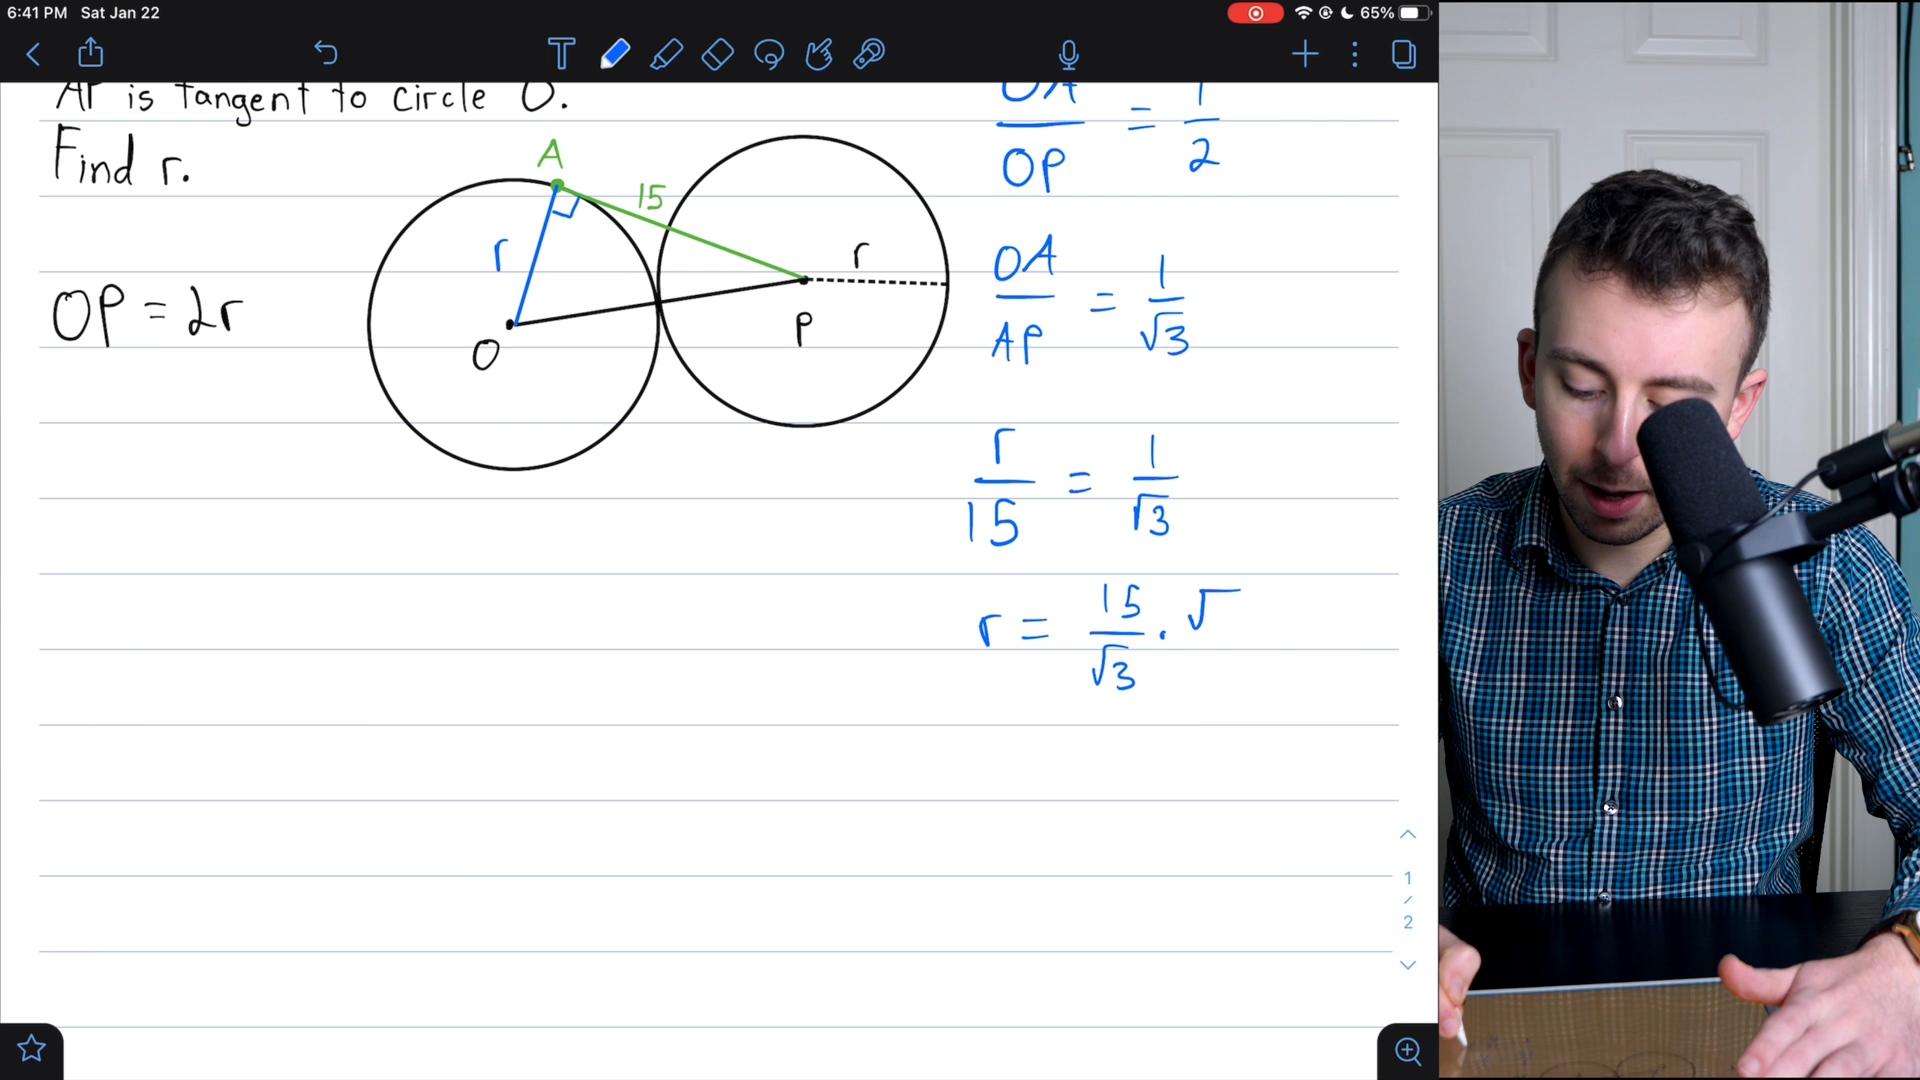 6:41 PM Sat Jan 22
65%
AP is tangent to circle O.
Find r.
OP = 2r
A
15
r
r
O
P
OA/OP = 1/2
OA/AP = 1/√3
r/15 = 1/√3
r = 15/√3 · √
1
/
2